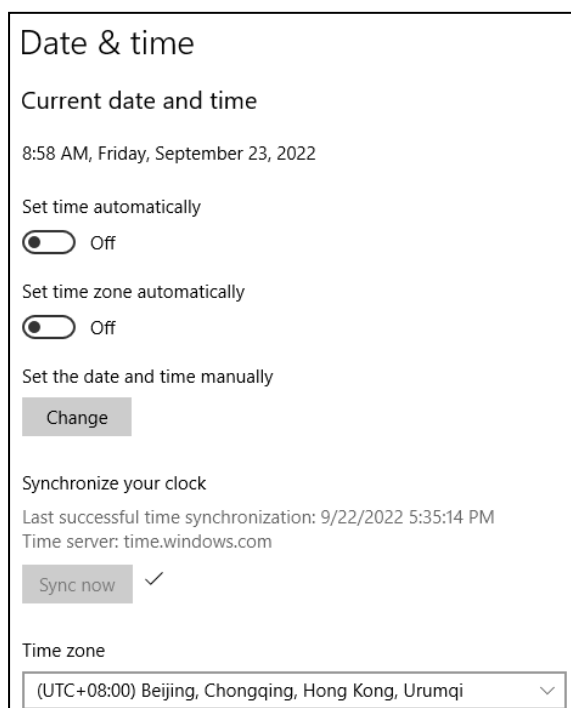 Date & time
Current date and time
8:58 AM, Friday, September 23, 2022
Set time automatically
Off
Set time zone automatically
Off
Set the date and time manually
Change
Synchronize your clock
Last successful time synchronization: 9/22/2022 5:35:14 PM
Time server: time.windows.com
Sync now
Time zone
(UTC+08:00) Beijing, Chongqing, Hong Kong, Urumqi